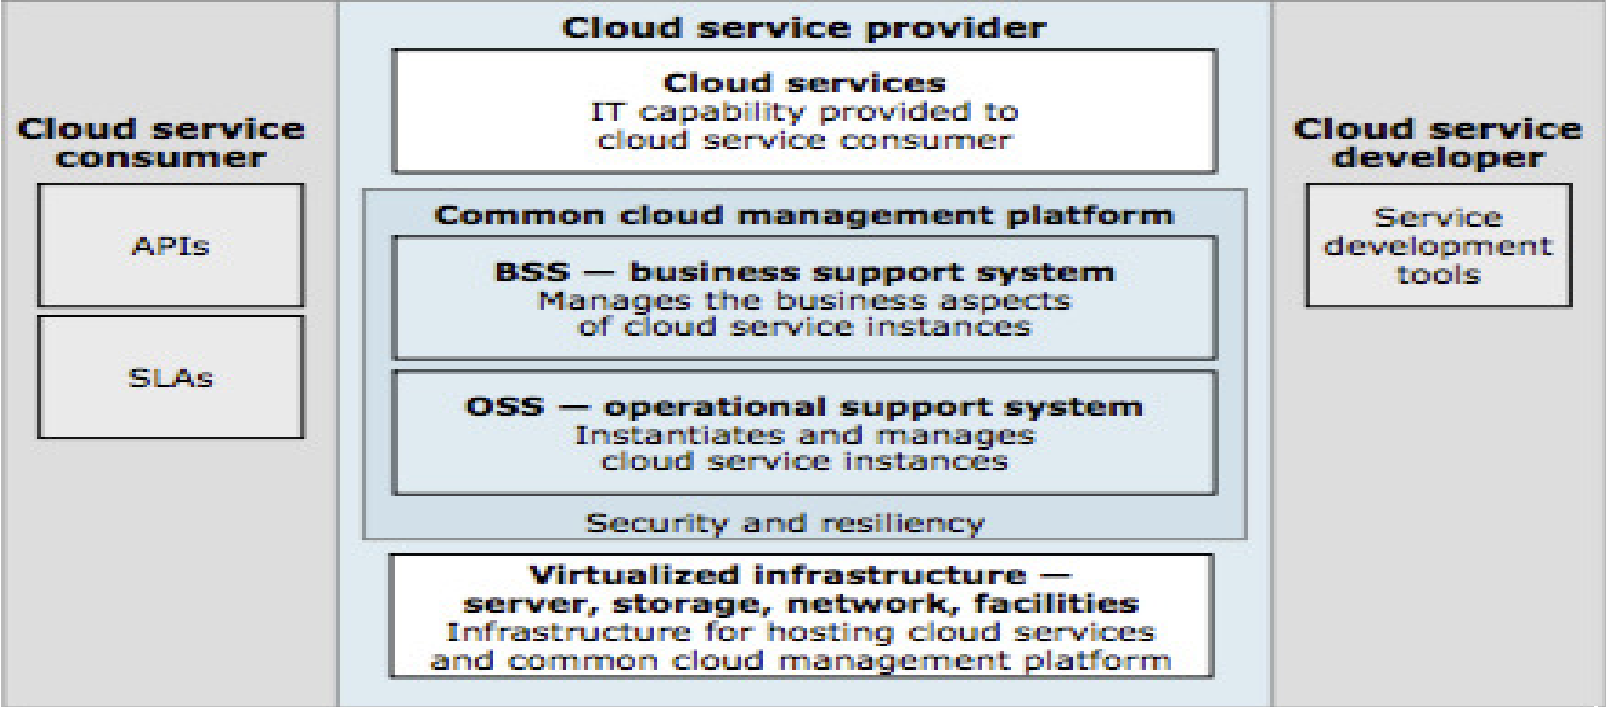 Cloud service
consumer
APIs
SLAs
Cloud service provider
Cloud services
IT capability provided to
cloud service consumer
Common cloud management platform
BSS — business support system
Manages the business aspects
of cloud service instances
OSS — operational support system
Instantiates and manages
cloud service instances
Security and resiliency
Virtualized infrastructure —
server, storage, network, facilities
Infrastructure for hosting cloud services
and common cloud management platform
Cloud service
developer
Service
development
tools